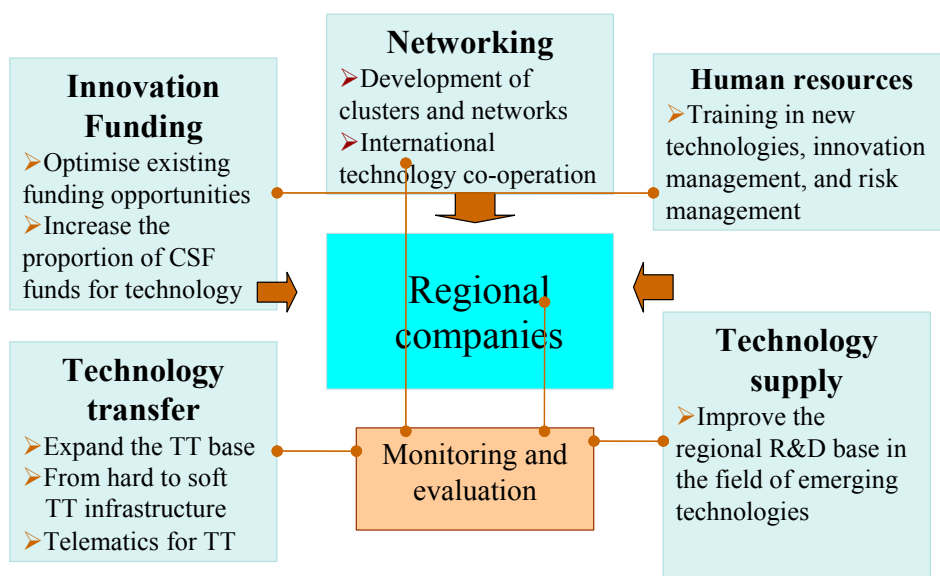 Networking
➢Development of
clusters and networks
➢International
technology co-operation
Innovation
Funding
➢Optimise existing
funding opportunities
➢Increase the
proportion of CSF
funds for technology
Human resources
➢Training in new
technologies, innovation
management, and risk
management
Regional
companies
Technology
transfer
➢Expand the TT base
➢From hard to soft
TT infrastructure
➢Telematics for TT
Monitoring and
evaluation
Technology
supply
➢Improve the
regional R&D base in
the field of emerging
technologies